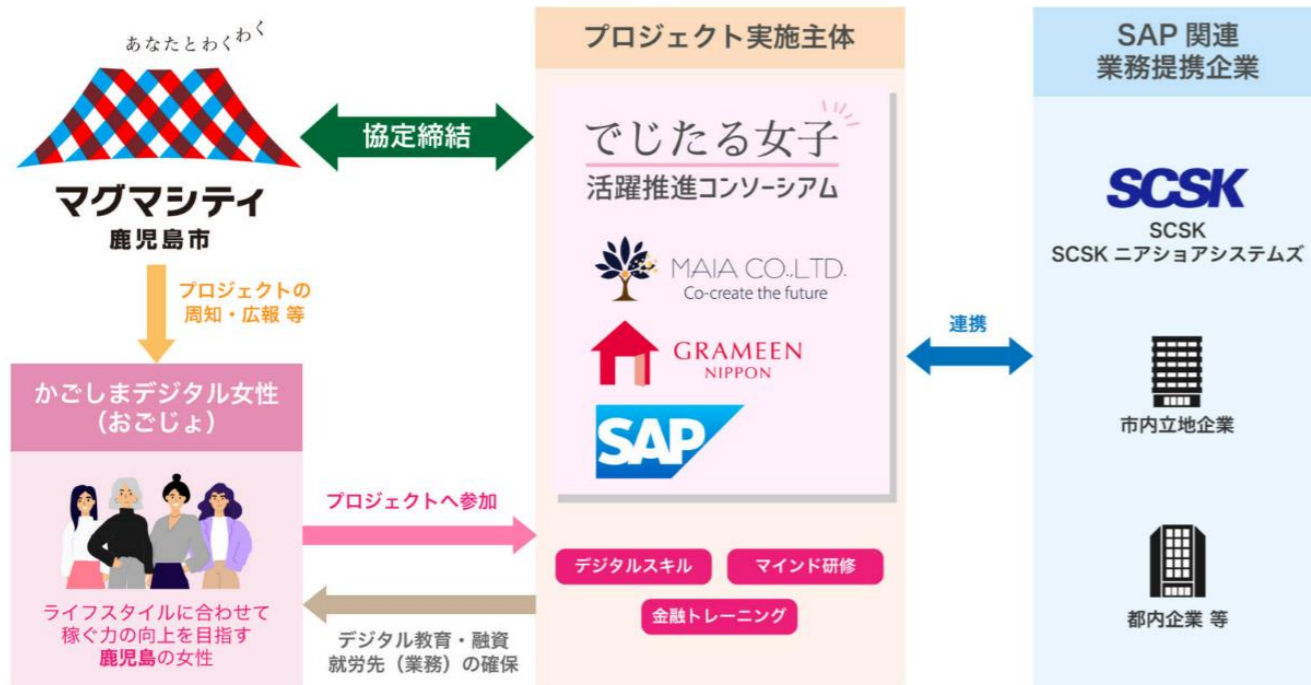 あなたとわくわく
マグマシティ
鹿児島市
協定締結
プロジェクトの
周知・広報 等
かごしまデジタル女性
（おごじょ）
ライフスタイルに合わせて
稼ぐ力の向上を目指す
鹿児島の女性
プロジェクトへ参加
デジタル教育・融資
就労先（業務）の確保
プロジェクト実施主体
でじたる女子
活躍推進コンソーシアム
MAIA CO.,LTD.
Co-create the future
GRAMEEN
NIPPON
SAP
デジタルスキル
マインド研修
金融トレーニング
連携
SAP 関連
業務提携企業
SCSK
SCSK
SCSK ニアショアシステムズ
市内立地企業
都内企業 等